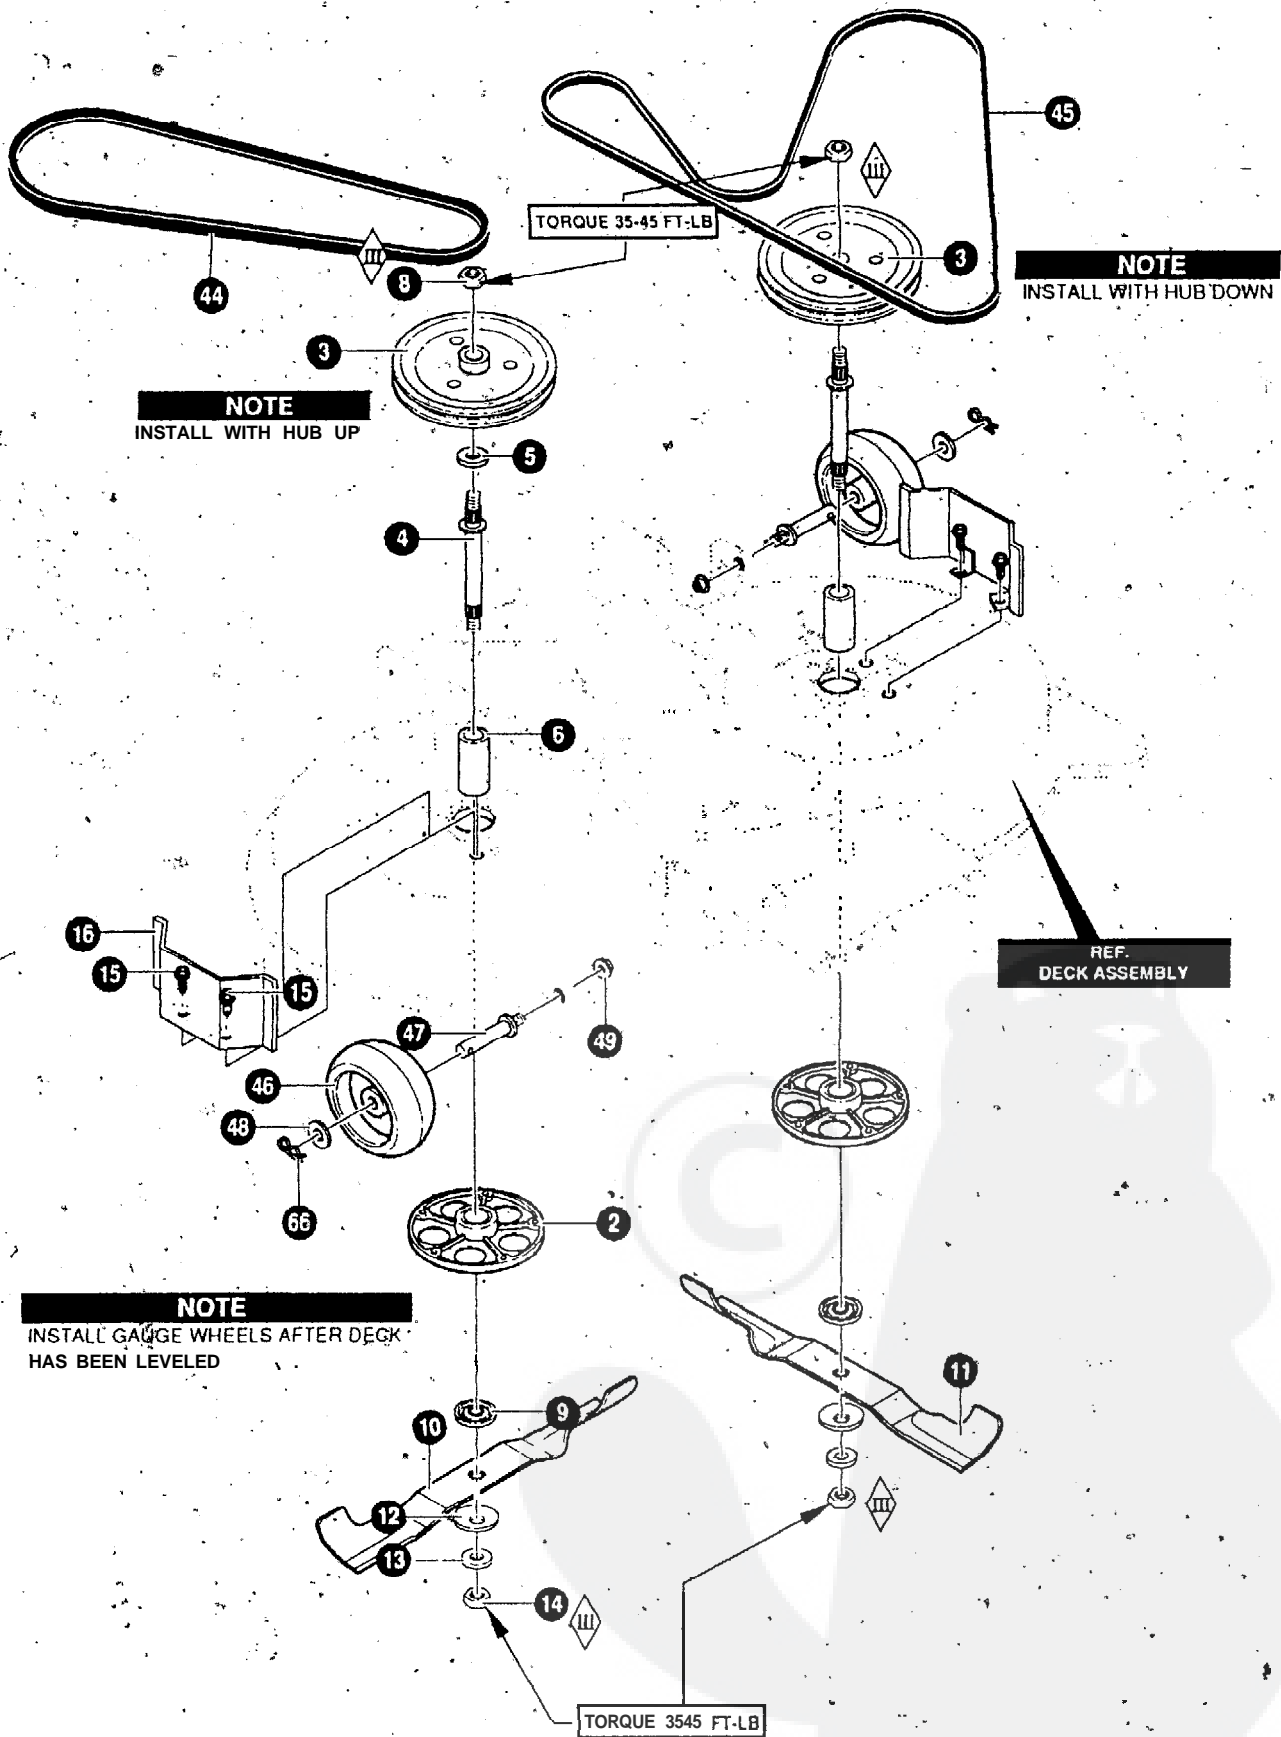 45
III
TORQUE 35-45 FT-LB
III
3
NOTE
INSTALL WITH HUB DOWN
44
8
3
NOTE
INSTALL WITH HUB UP
5
4
6
16
15
15
REF.
DECK ASSEMBLY
47
49
46
48
66
2
NOTE
INSTALL GAUGE WHEELS AFTER DECK
HAS BEEN LEVELED
9
10
11
12
13
14
III
III
TORQUE 3545 FT-LB
©